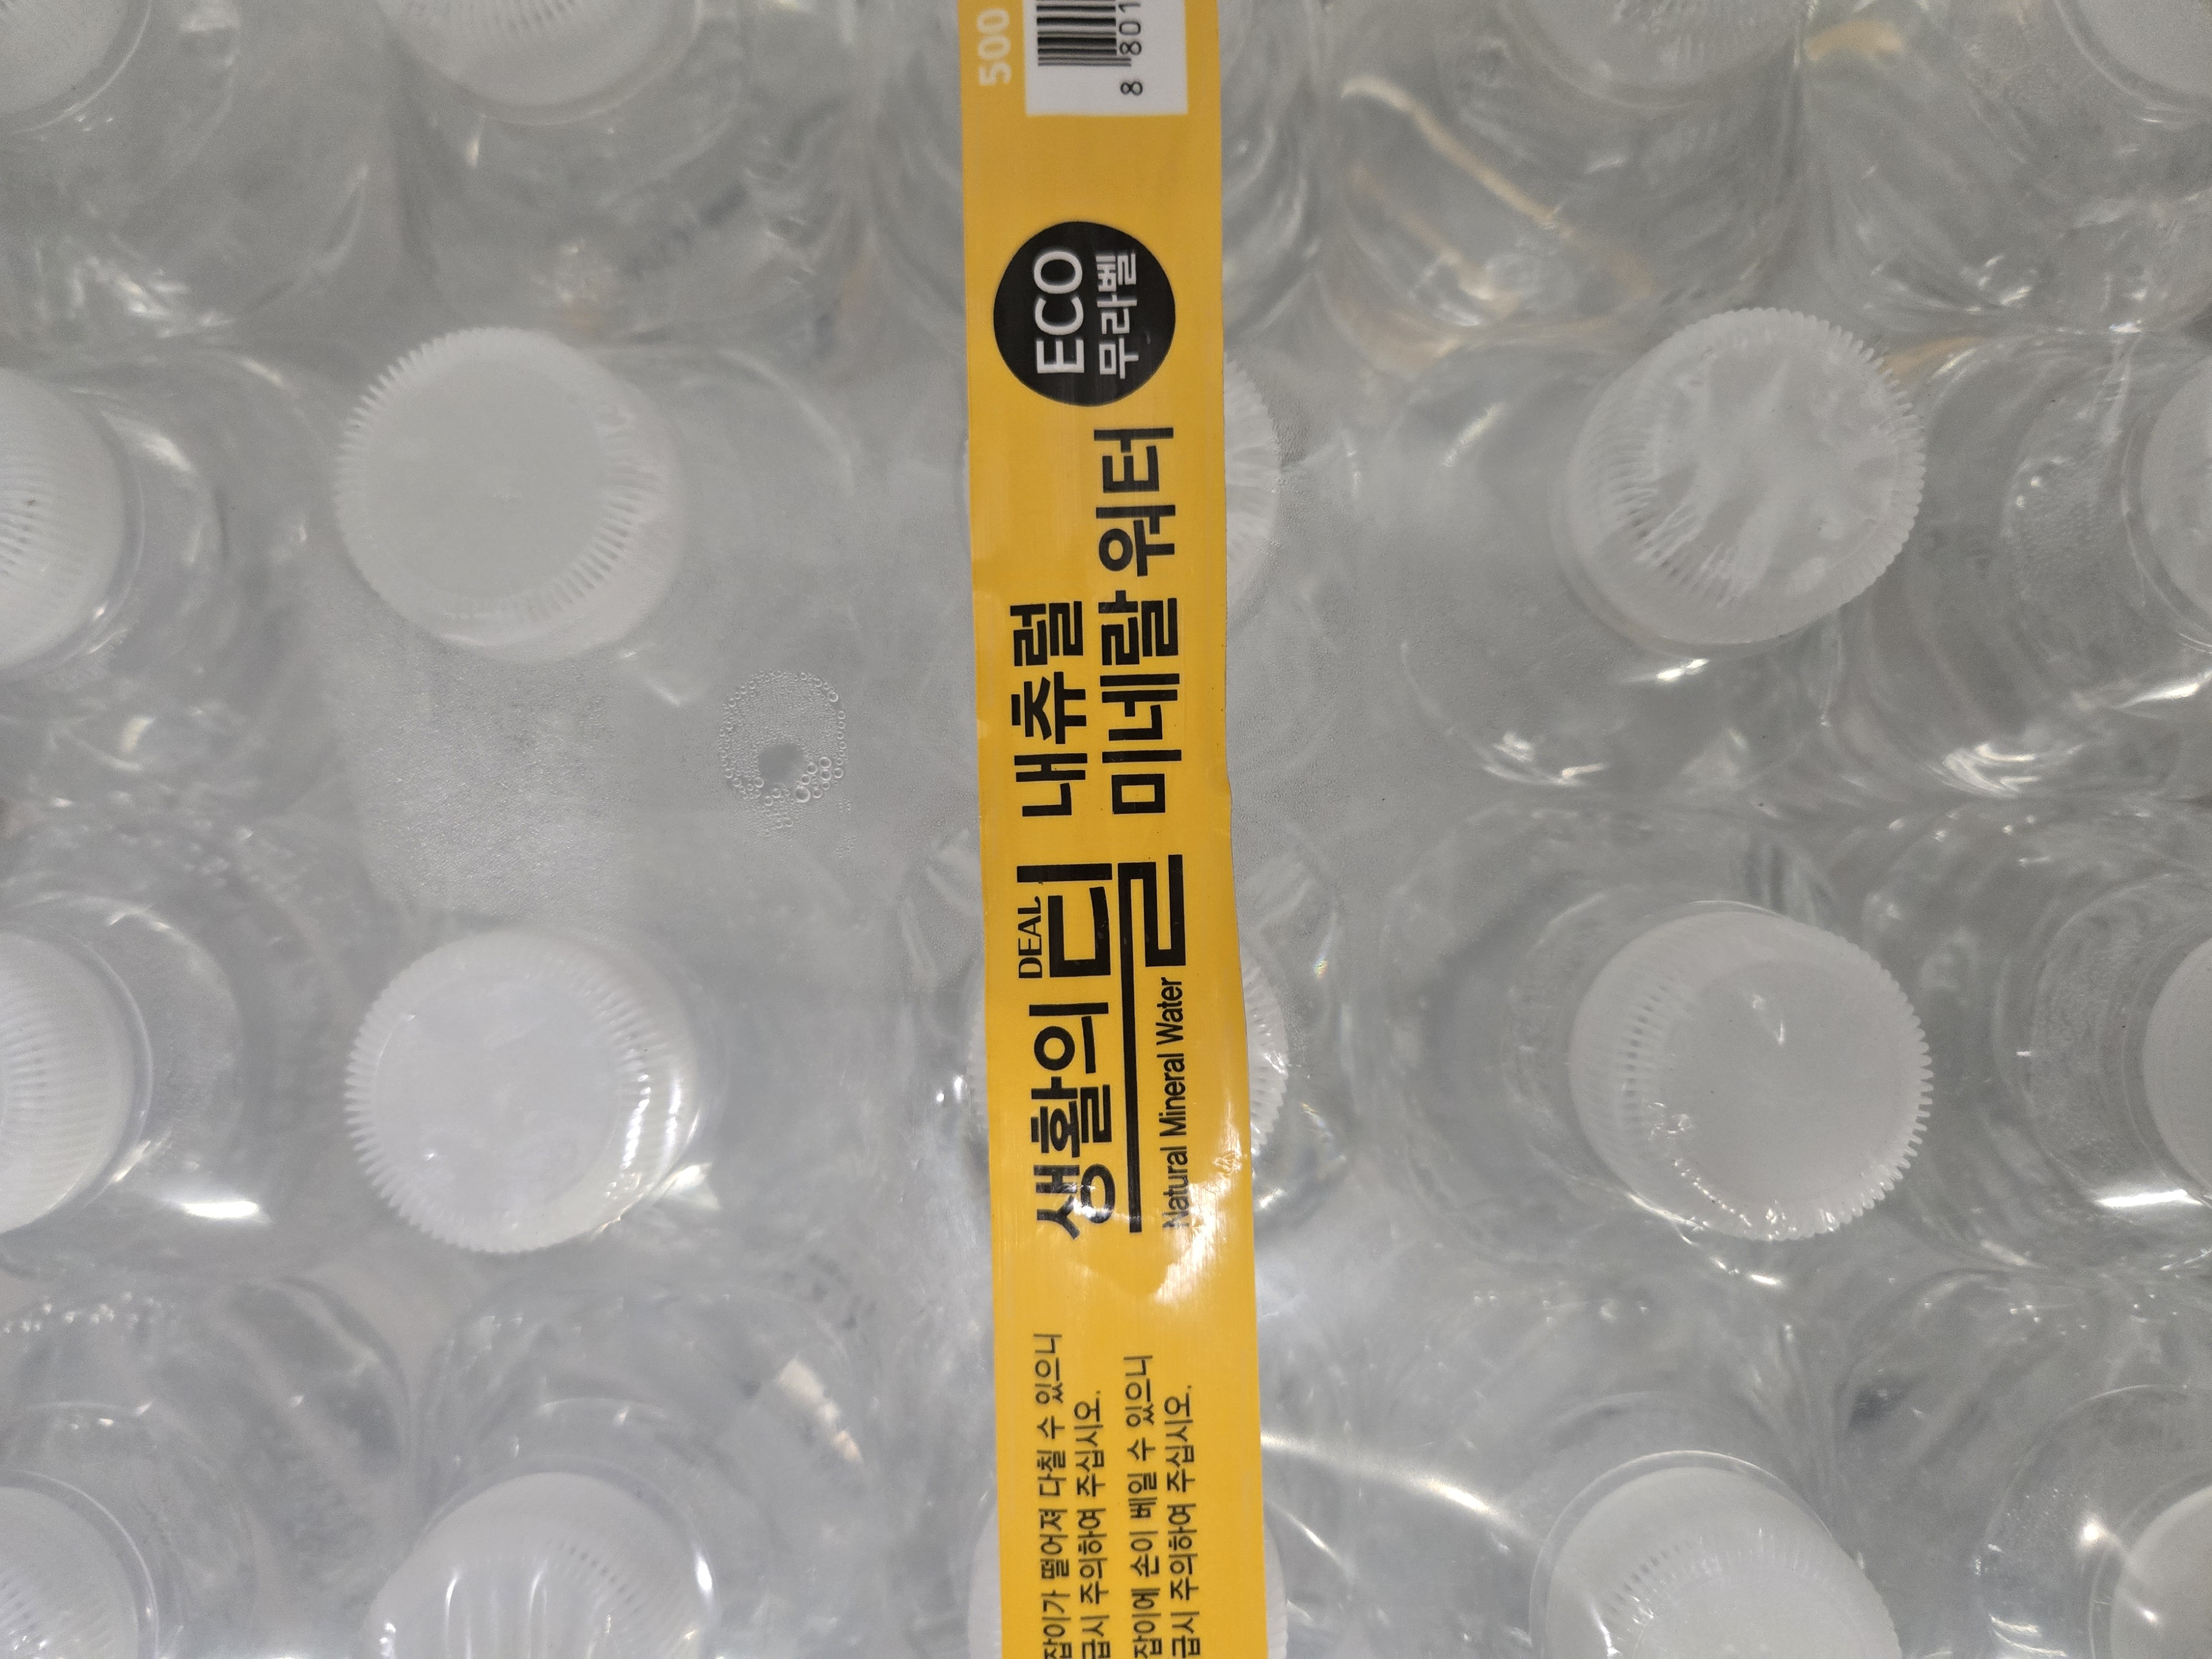 잡이가 떨어져 다칠 수 있으니
급시 주의하여 주십시오.
잡이에 손이 베일 수 있으니
급시 주의하여 주십시오.
생활의 DEAL 딜
Natural Mineral Water
내츄럴
미네랄 워터
ECO
무라벨
500
8 801